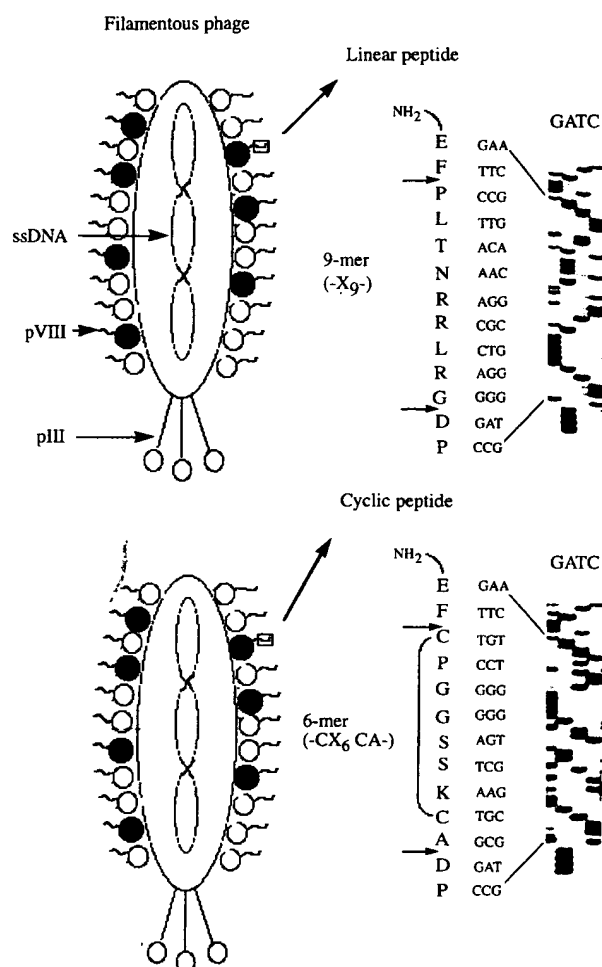 Filamentous phage
Linear peptide
NH2
GATC
E GAA
F TTC
P CCG
L TTG
ssDNA
T ACA
9-mer
(-X9-)
N AAC
R AGG
R CGC
pVIII
L CTG
R AGG
G GGG
D GAT
pIII
P CCG
Cyclic peptide
NH2
GATC
E GAA
F TTC
C TGT
P CCT
G GGG
G GGG
6-mer
(-CX6 CA-)
S AGT
S TCG
K AAG
C TGC
A GCG
D GAT
P CCG